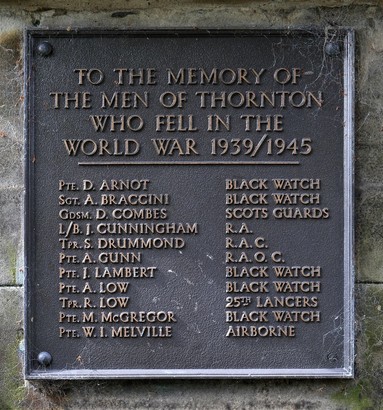 TO THE MEMORY OF
THE MEN OF THORNTON
WHO FELL IN THE
WORLD WAR 1939/1945
PTE. D. ARNOT BLACK WATCH
SGT. A. BRACCINI BLACK WATCH
GDSM. D. COMBES SCOTS GUARDS
L/B. J. CUNNINGHAM R.A.
TPR. S. DRUMMOND R.A.C.
PTE. A. GUNN R.A.O.C.
PTE. J. LAMBERT BLACK WATCH
PTE. A. LOW BLACK WATCH
TPR. R. LOW 25TH LANCERS
PTE. M. MCGREGOR BLACK WATCH
PTE. W. I. MELVILLE AIRBORNE